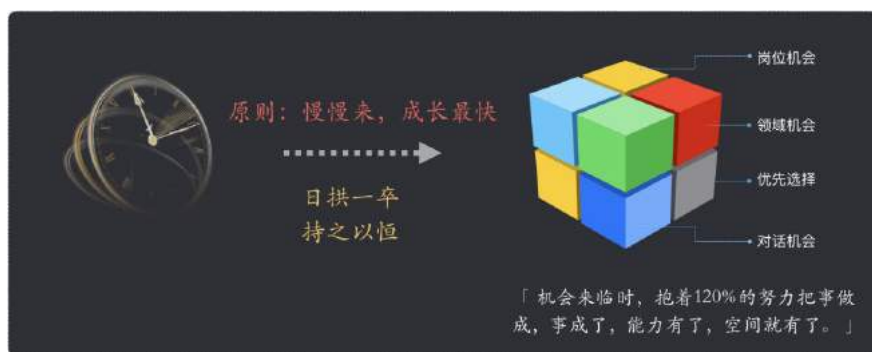 原则：慢慢来，成长最快
日拱一卒
持之以恒
岗位机会
领域机会
优先选择
对话机会
「 机会来临时，抱着120%的努力把事做
成，事成了，能力有了，空间就有了。」